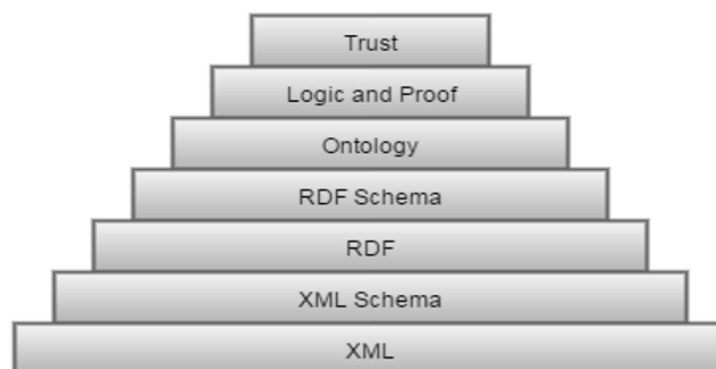 Trust
Logic and Proof
Ontology
RDF Schema
RDF
XML Schema
XML